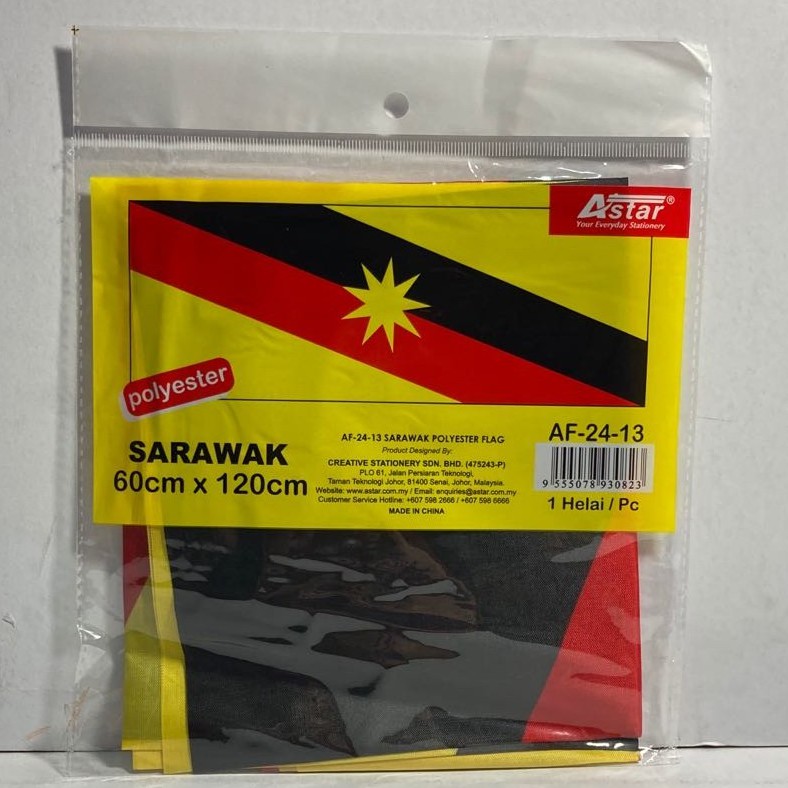 Astar®
Your Everyday Stationery
polyester
SARAWAK
60cm x 120cm
AF-24-13 SARAWAK POLYESTER FLAG
Product Designed By:
CREATIVE STATIONERY SDN. BHD. (475243-P)
PLO 61, Jalan Persiaran Teknologi,
Taman Teknologi Johor, 81400 Senai, Johor, Malaysia.
Website: www.astar.com.my / Email: enquiries@astar.com.my
Customer Service Hotline: +607 598 2666 / +607 598 6666
MADE IN CHINA
AF-24-13
9 555078 930823
1 Helai / Pc